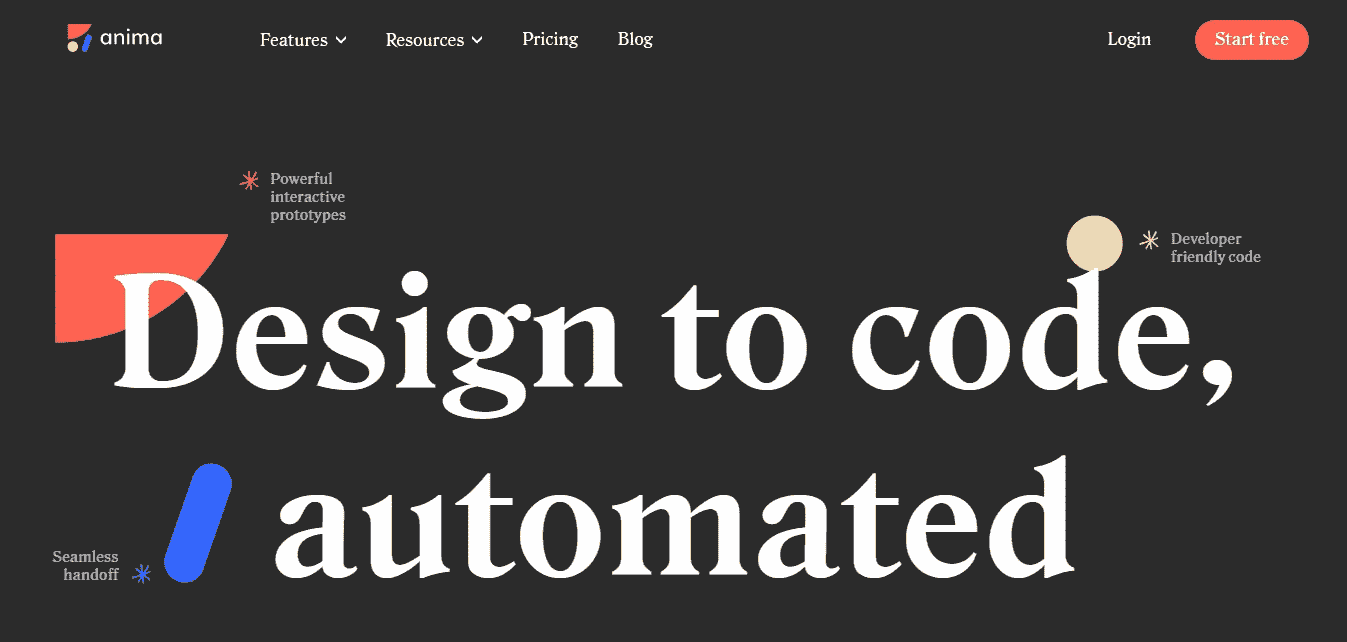 anima
Features
Resources
Pricing
Blog
Login
Start free
Powerful
interactive
prototypes
Developer
friendly code
Design to code,
automated
Seamless
handoff